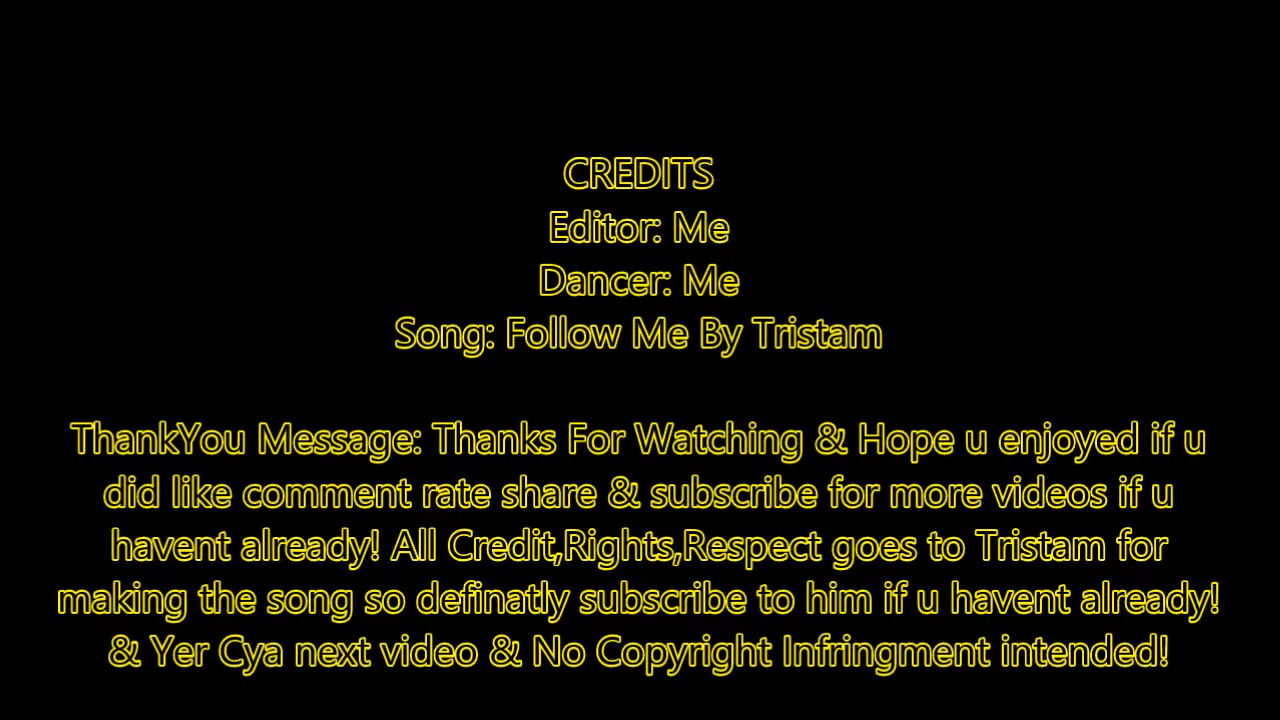 CREDITS
Editor: Me
Dancer: Me
Song: Follow Me By Tristam
ThankYou Message: Thanks For Watching & Hope u enjoyed if u
did like comment rate share & subscribe for more videos if u
havent already! All Credit,Rights,Respect goes to Tristam for
making the song so definatly subscribe to him if u havent already!
& Yer Cya next video & No Copyright Infringment intended!